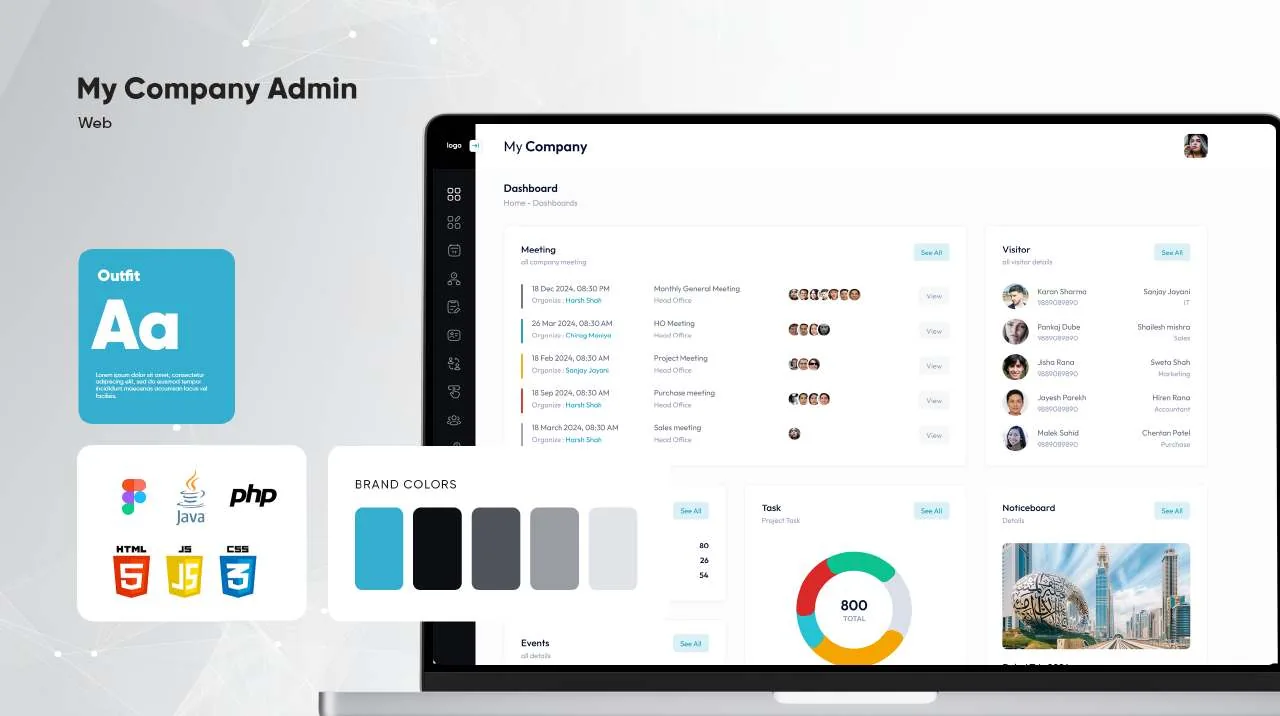 My Company Admin
Web
Outfit
Aa
Lorem ipsum dolor sit amet, consectetur
adipiscing elit, sed do eiusmod tempor
incididunt maecenas accumsan lacus vel
facilisis.
Java
php
HTML
5
JS
JS
CSS
3
BRAND COLORS
logo
My Company
Dashboard
Home - Dashboards
Meeting
all company meeting
See All
18 Dec 2024, 08:30 PM
Organize : Harsh Shah
Monthly General Meeting
Head Office
View
26 Mar 2024, 08:30 AM
Organize : Chirag Maniya
HO Meeting
Head Office
View
18 Feb 2024, 08:30 AM
Organize : Sanjay Jayani
Project Meeting
Head Office
View
18 Sep 2024, 08:30 AM
Organize : Harsh Shah
Purchase meeting
Head Office
View
18 March 2024, 08:30 AM
Organize : Harsh Shah
Sales meeting
Head Office
View
Visitor
all visitor details
See All
Karan Sharma
9889089890
Sanjay Jayani
IT
Pankaj Dube
9889089890
Shailesh mishra
Sales
Jisha Rana
9889089890
Sweta Shah
Marketing
Jayesh Parekh
9889089890
Hiren Rana
Accountant
Malek Sahid
9889089890
Chentan Patel
Purchase
See All
80
26
54
Events
all details
See All
Task
Project Task
See All
800
TOTAL
Noticeboard
Details
See All